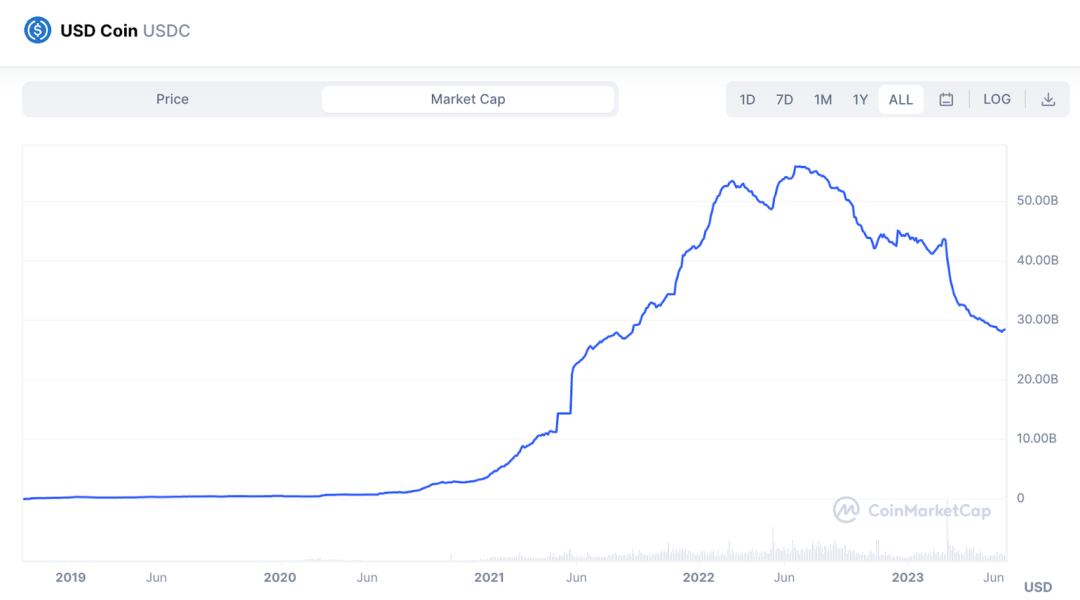 USD Coin USDC
Price Market Cap 1D 7D 1M 1Y ALL LOG
50.00B
40.00B
30.00B
20.00B
10.00B
0
CoinMarketCap
2019 Jun 2020 Jun 2021 Jun 2022 Jun 2023 Jun
USD